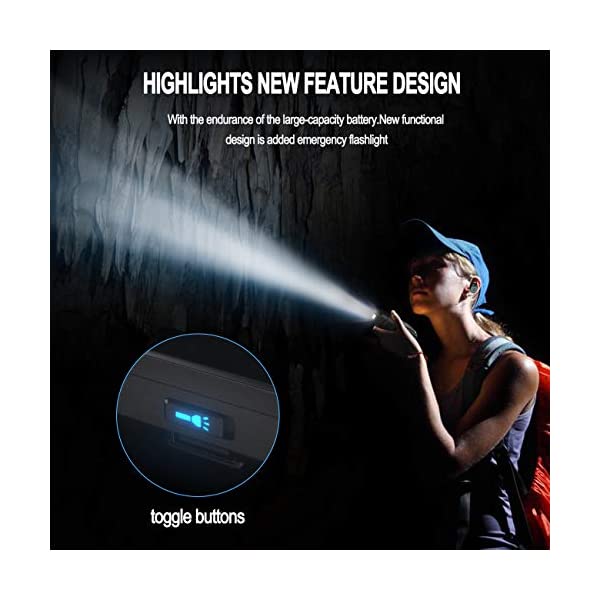 HIGHLIGHTS NEW FEATURE DESIGN
With the endurance of the large-capacity battery.New functional
design is added emergency flashlight
toggle buttons